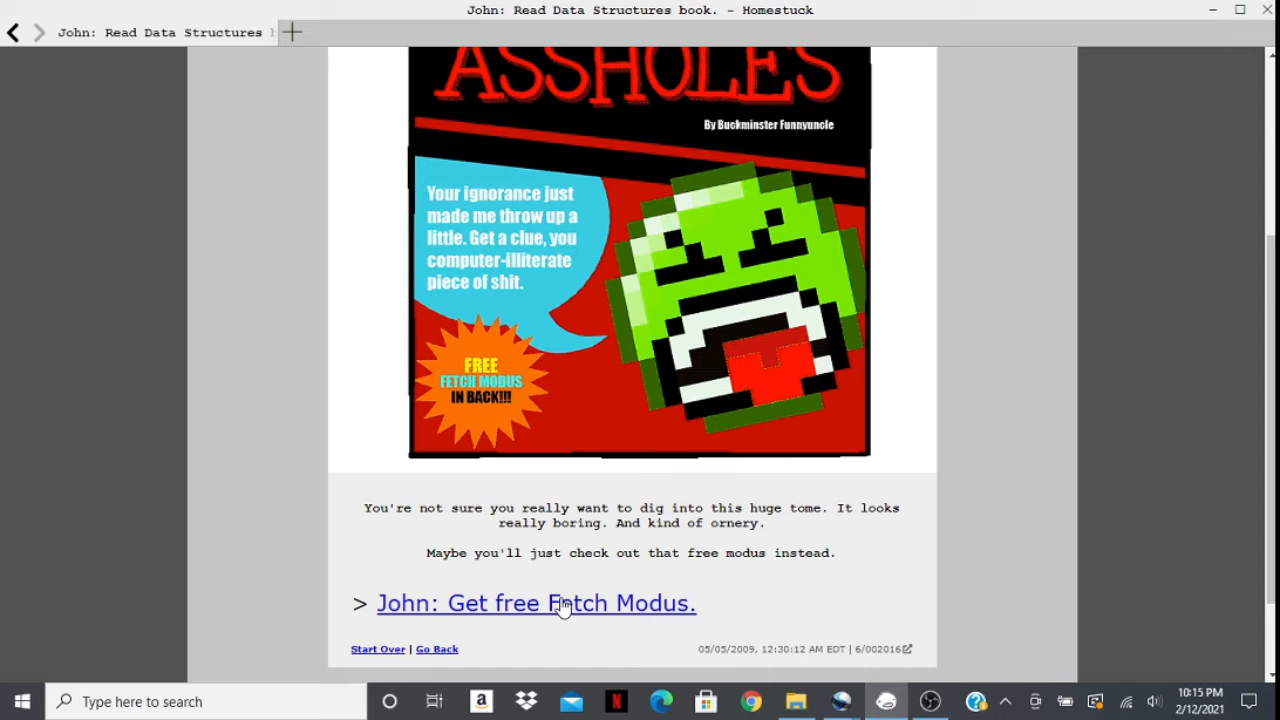 John: Read Data Structures book. - Homestuck
John: Read Data Structures
ASSHOLES
By Buckminster Funnyuncle
Your ignorance just
made me throw up a
little. Get a clue, you
computer-illiterate
piece of shit.
FREE
FETCH MODUS
IN BACK!!!
You're not sure you really want to dig into this huge tome. It looks
really boring. And kind of ornery.
Maybe you'll just check out that free modus instead.
> John: Get free Fetch Modus.
Start Over | Go Back
05/05/2009, 12:30:12 AM EDT | 6/002016
Type here to search
10:15 PM
2/12/2021